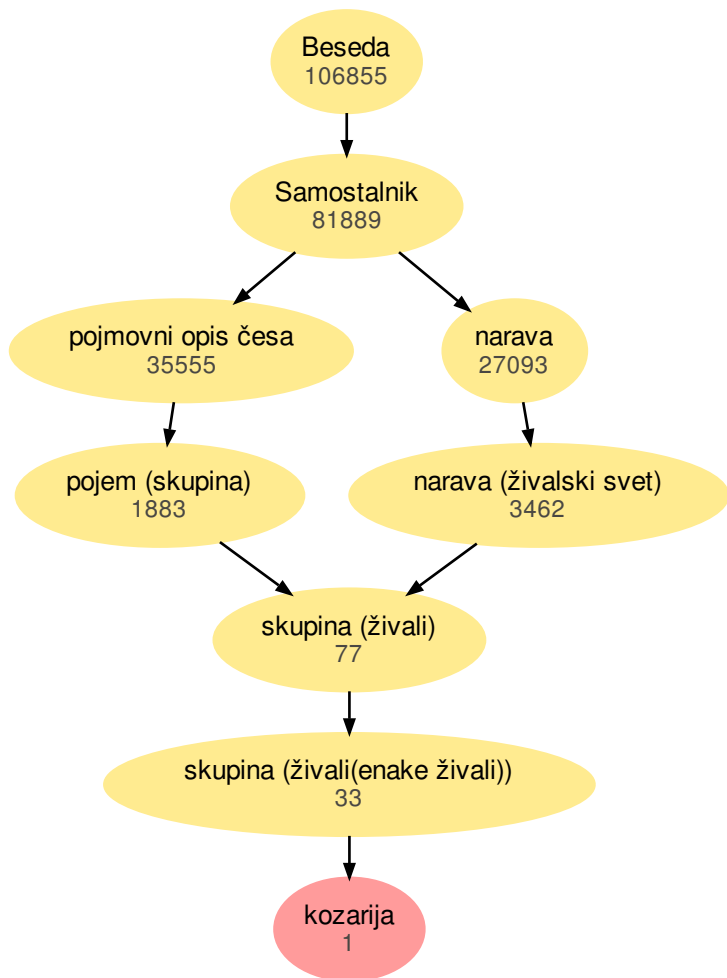 Beseda
106855
Samostalnik
81889
pojmovni opis česa
35555
narava
27093
pojem (skupina)
1883
narava (živalski svet)
3462
skupina (živali)
77
skupina (živali(enake živali))
33
kozarija
1